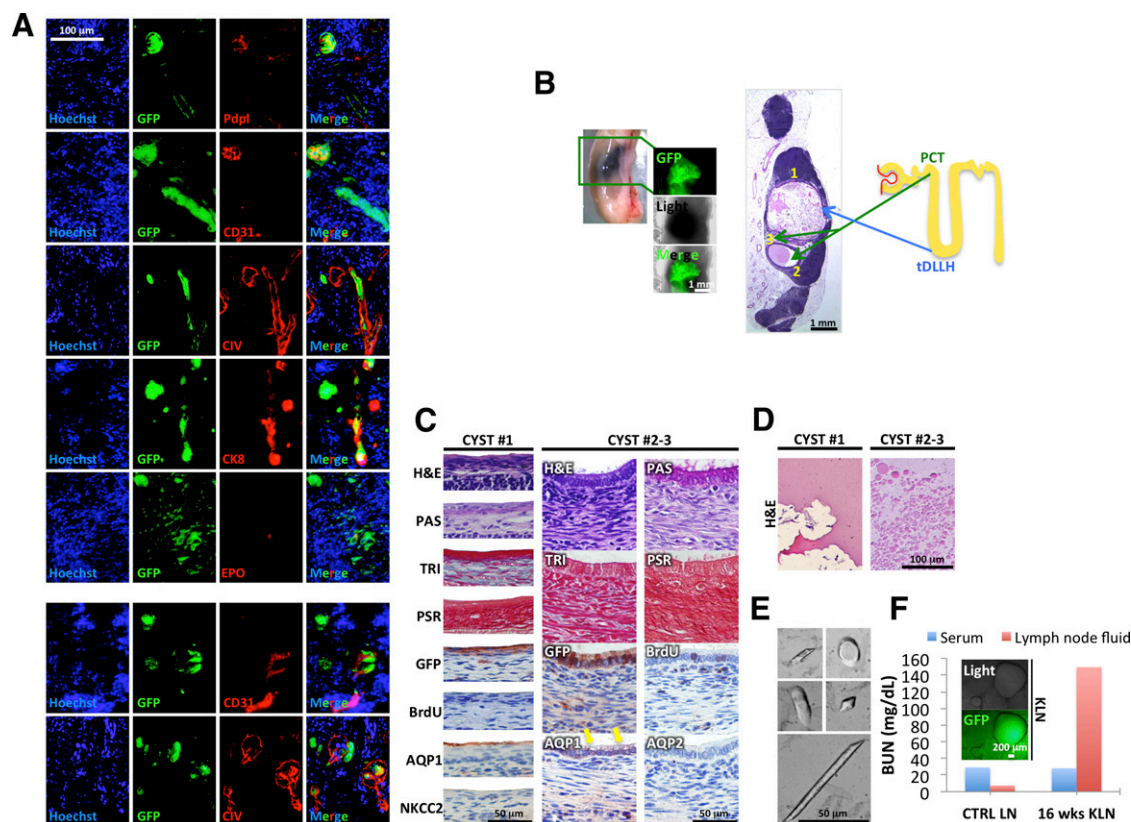 A
100 µm
Hoechst GFP Pdpl Merge
Hoechst GFP CD31 Merge
Hoechst GFP CIV Merge
Hoechst GFP CK8 Merge
Hoechst GFP EPO Merge
Hoechst GFP CD31 Merge
Hoechst GFP CIV Merge
B
GFP
Light
Merge
1 mm
1
3
2
1 mm
PCT
tDLLH
C
CYST #1 CYST #2-3
H&E H&E PAS
PAS
TRI TRI PSR
PSR
GFP GFP BrdU
BrdU
AQP1 AQP1 AQP2
NKCC2
50 µm 50 µm
D
CYST #1 CYST #2-3
H&E
100 µm
E
50 µm
F
Serum Lymph node fluid
BUN (mg/dL)
160
140
120
100
80
60
40
20
0
Light
GFP
KLN
200 µm
CTRL LN 16 wks KLN